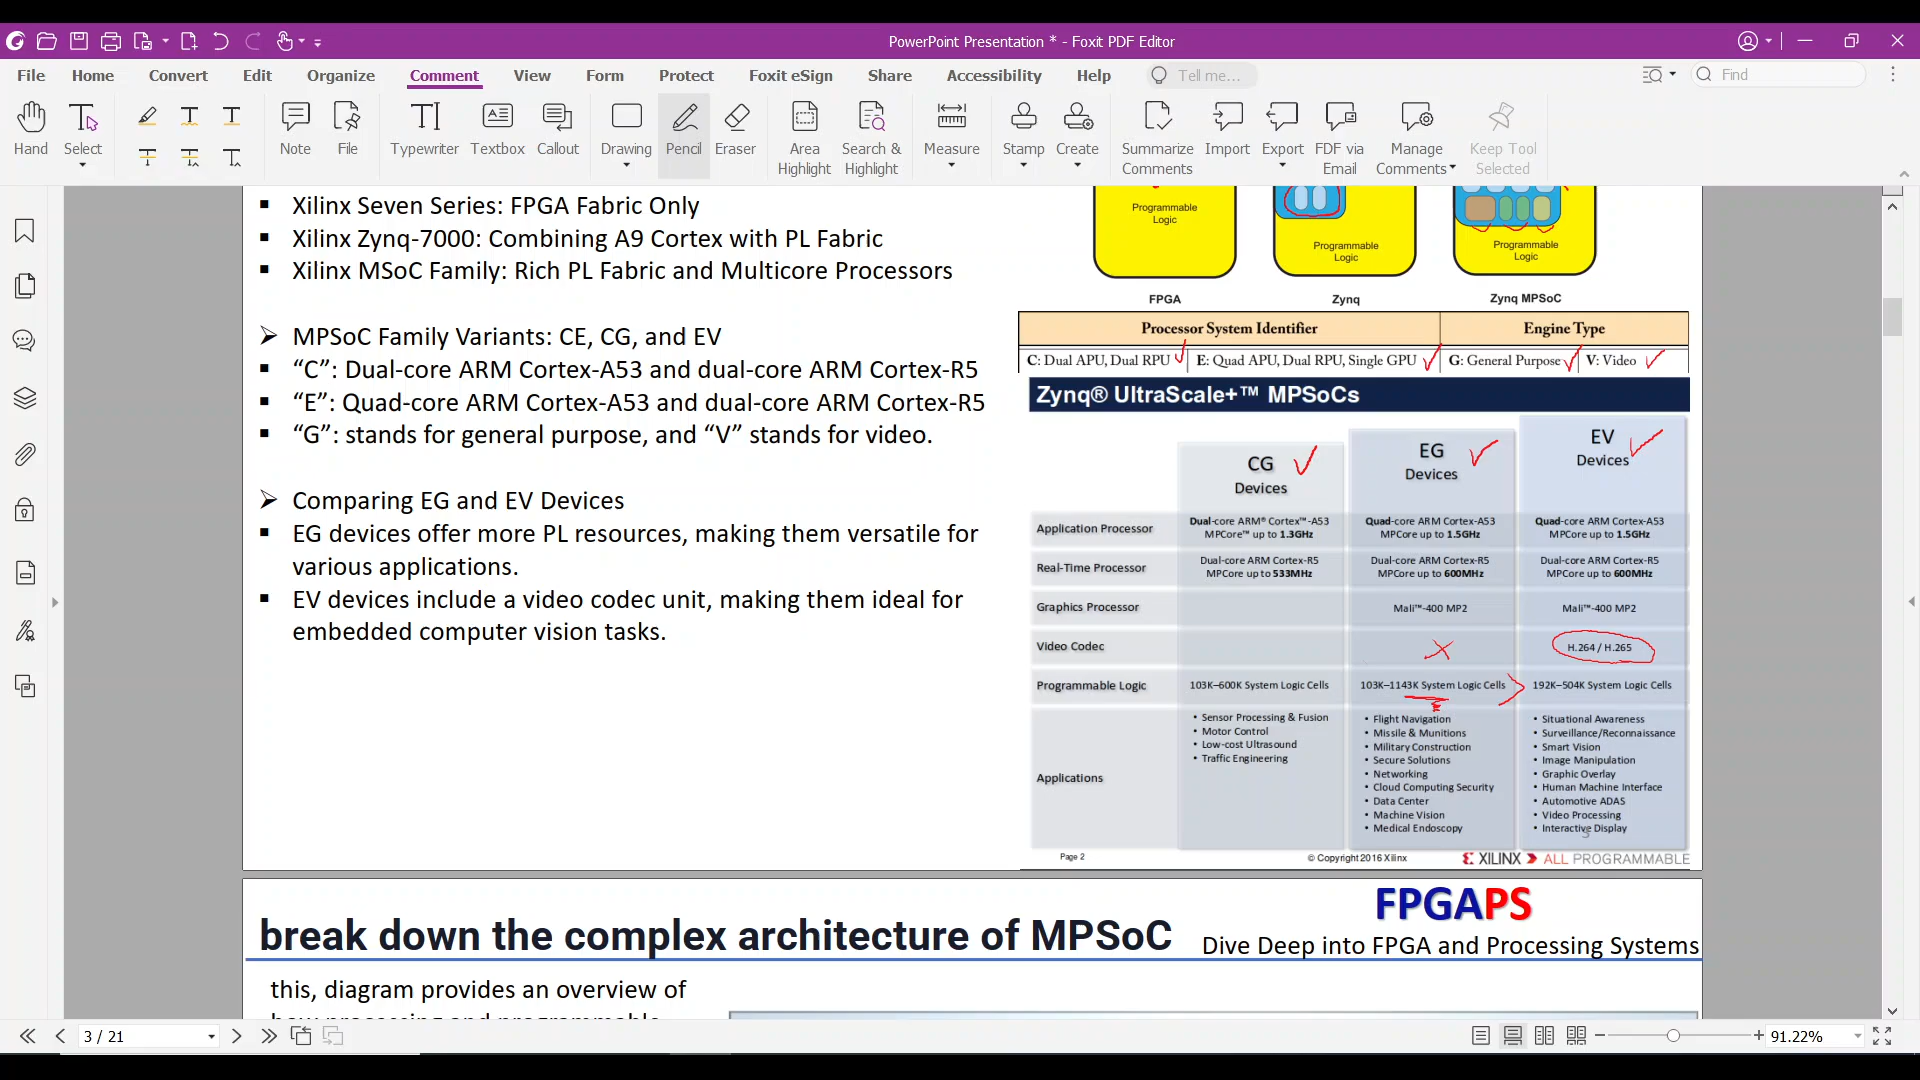 PowerPoint Presentation * - Foxit PDF Editor
File Home Convert Edit Organize Comment View Form Protect Foxit eSign Share Accessibility Help Tell me... Find
Hand Select Note File Typewriter Textbox Callout Drawing Pencil Eraser Area Highlight Search & Highlight Measure Stamp Create Summarize Comments Import Export FDF via Email Manage Comments Keep Tool Selected
▪ Xilinx Seven Series: FPGA Fabric Only
▪ Xilinx Zynq-7000: Combining A9 Cortex with PL Fabric
▪ Xilinx MSoC Family: Rich PL Fabric and Multicore Processors
➢ MPSoC Family Variants: CE, CG, and EV
▪ “C”: Dual-core ARM Cortex-A53 and dual-core ARM Cortex-R5
▪ “E”: Quad-core ARM Cortex-A53 and dual-core ARM Cortex-R5
▪ “G”: stands for general purpose, and “V” stands for video.
➢ Comparing EG and EV Devices
▪ EG devices offer more PL resources, making them versatile for
various applications.
▪ EV devices include a video codec unit, making them ideal for
embedded computer vision tasks.
Programmable
Logic
Programmable
Logic
Programmable
Logic
FPGA Zynq Zynq MPSoC
Processor System Identifier Engine Type
C: Dual APU, Dual RPU E: Quad APU, Dual RPU, Single GPU G: General Purpose V: Video
Zynq® UltraScale+™ MPSoCs
CG
Devices
EG
Devices
EV
Devices
Application Processor
Dual-core ARM® Cortex™-A53
MPCore™ up to 1.3GHz
Quad-core ARM Cortex-A53
MPCore up to 1.5GHz
Quad-core ARM Cortex-A53
MPCore up to 1.5GHz
Real-Time Processor
Dual-core ARM Cortex-R5
MPCore up to 533MHz
Dual-core ARM Cortex-R5
MPCore up to 600MHz
Dual-core ARM Cortex-R5
MPCore up to 600MHz
Graphics Processor Mali™-400 MP2 Mali™-400 MP2
Video Codec H.264 / H.265
Programmable Logic 103K–600K System Logic Cells 103K–1143K System Logic Cells 192K–504K System Logic Cells
Applications
• Sensor Processing & Fusion
• Motor Control
• Low-cost Ultrasound
• Traffic Engineering
• Flight Navigation
• Missile & Munitions
• Military Construction
• Secure Solutions
• Networking
• Cloud Computing Security
• Data Center
• Machine Vision
• Medical Endoscopy
• Situational Awareness
• Surveillance/Reconnaissance
• Smart Vision
• Image Manipulation
• Graphic Overlay
• Human Machine Interface
• Automotive ADAS
• Video Processing
• Interactive Display
3
Page 2 © Copyright 2016 Xilinx XILINX ALL PROGRAMMABLE
FPGAPS
break down the complex architecture of MPSoC Dive Deep into FPGA and Processing Systems
this, diagram provides an overview of
how processing and programmable
3 / 21 91.22%